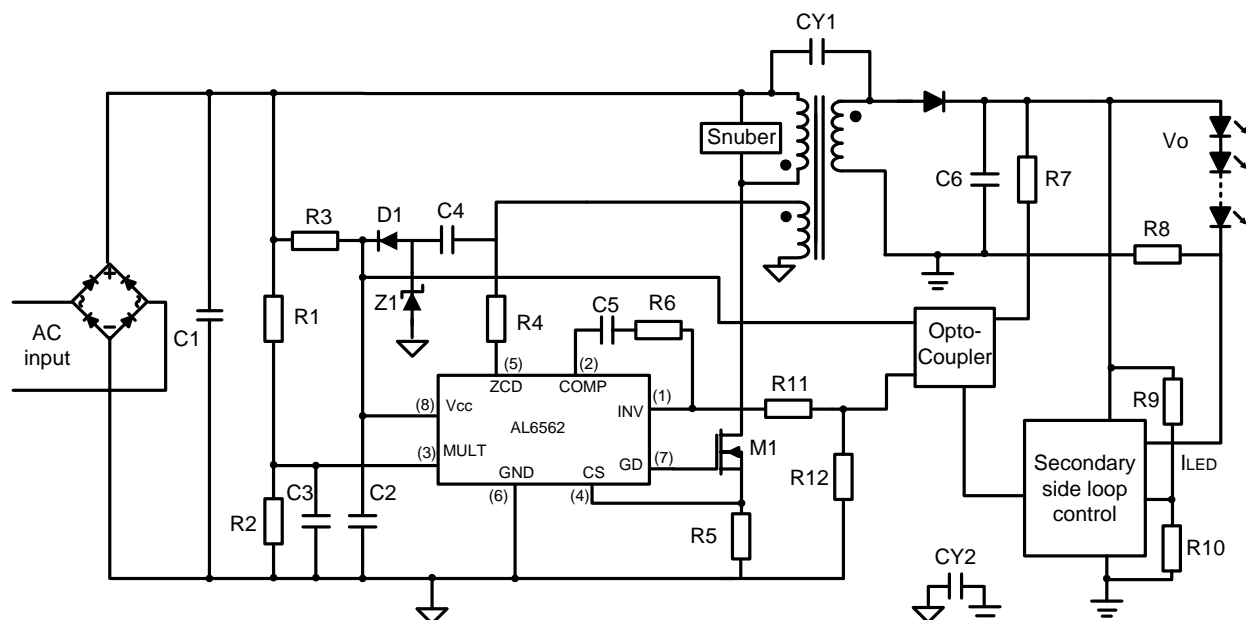 CY1
Snuber
Vo
C6
R7
R8
R3
D1
C4
Z1
R4
C5
R6
AC
input
C1
R1
Opto-
Coupler
(5)
(2)
ZCD
COMP
(8)
Vcc
(1)
INV
AL6562
R11
R9
(3)
MULT
GD
(7)
M1
ILED
GND
CS
(6)
(4)
R2
C3
C2
R5
R12
Secondary
side loop
control
R10
CY2